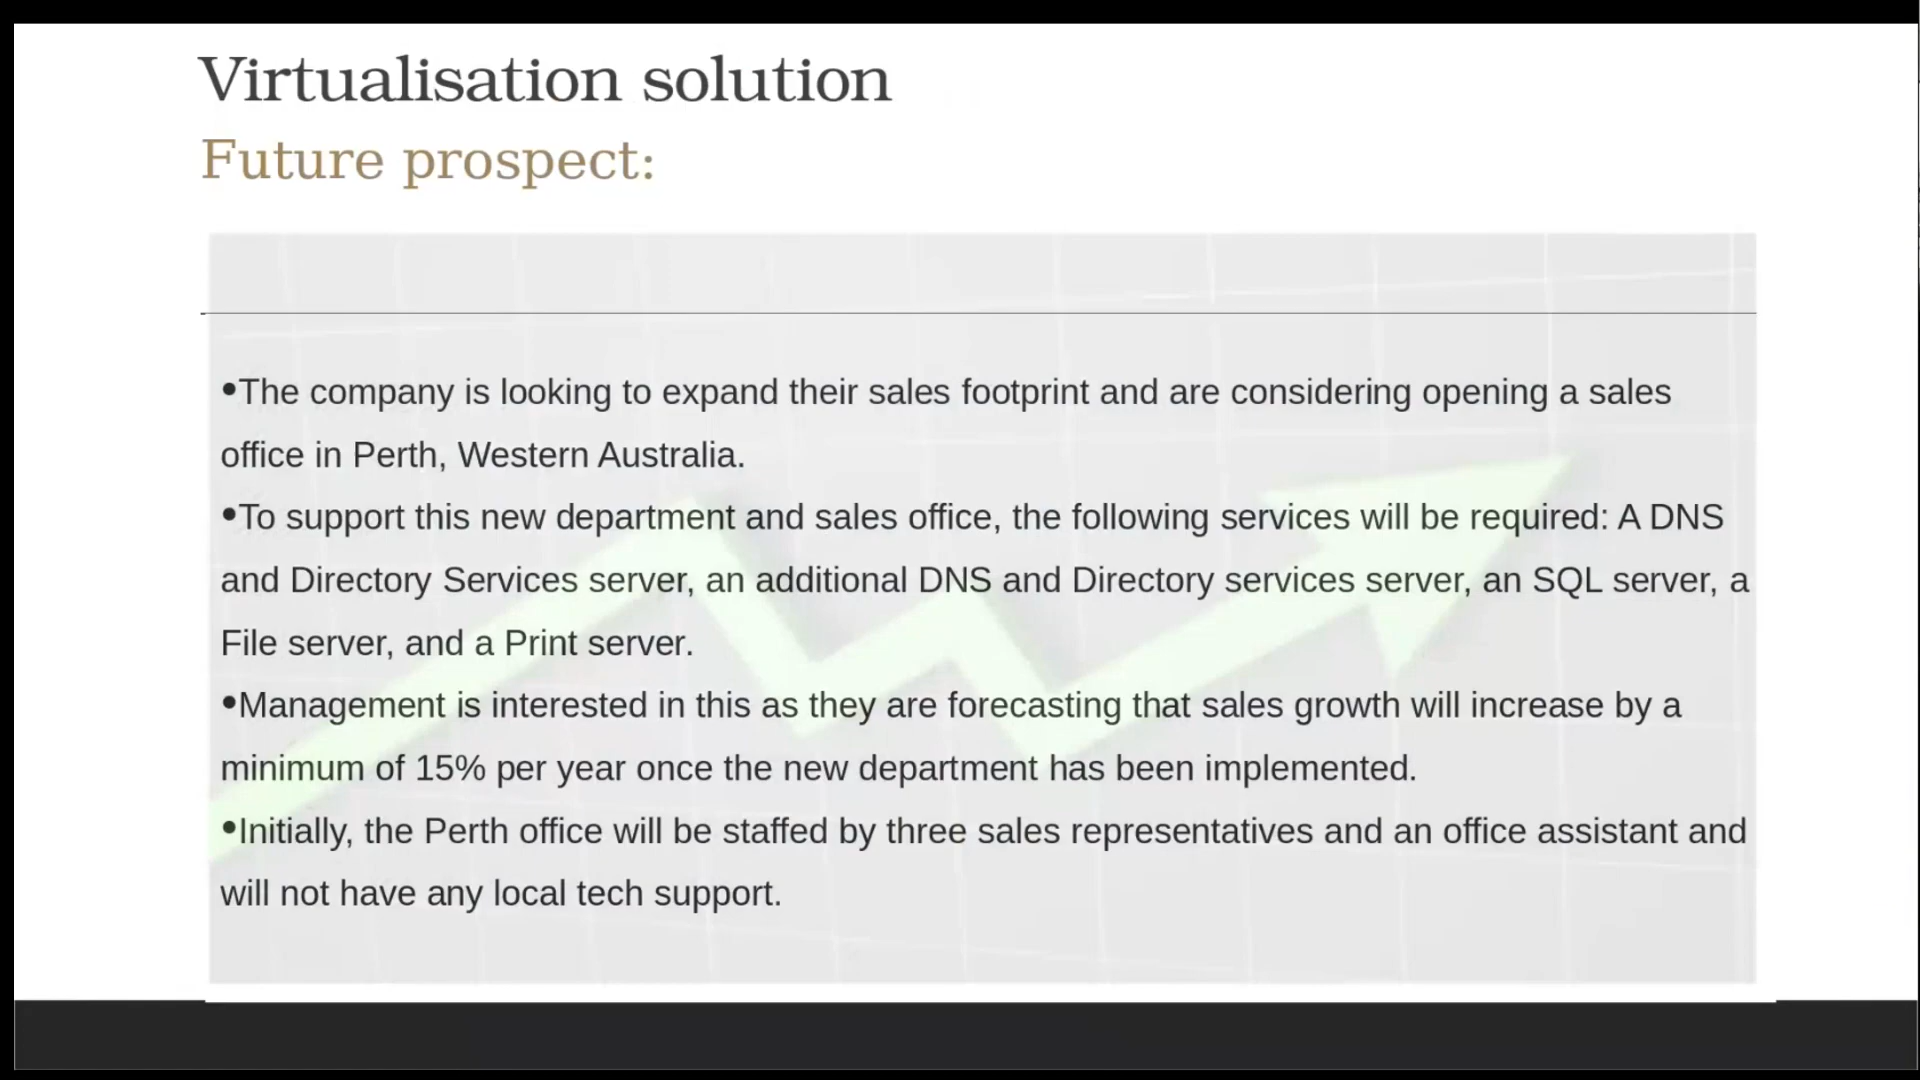 Virtualisation solution
Future prospect:
•The company is looking to expand their sales footprint and are considering opening a sales
office in Perth, Western Australia.
•To support this new department and sales office, the following services will be required: A DNS
and Directory Services server, an additional DNS and Directory services server, an SQL server, a
File server, and a Print server.
•Management is interested in this as they are forecasting that sales growth will increase by a
minimum of 15% per year once the new department has been implemented.
•Initially, the Perth office will be staffed by three sales representatives and an office assistant and
will not have any local tech support.